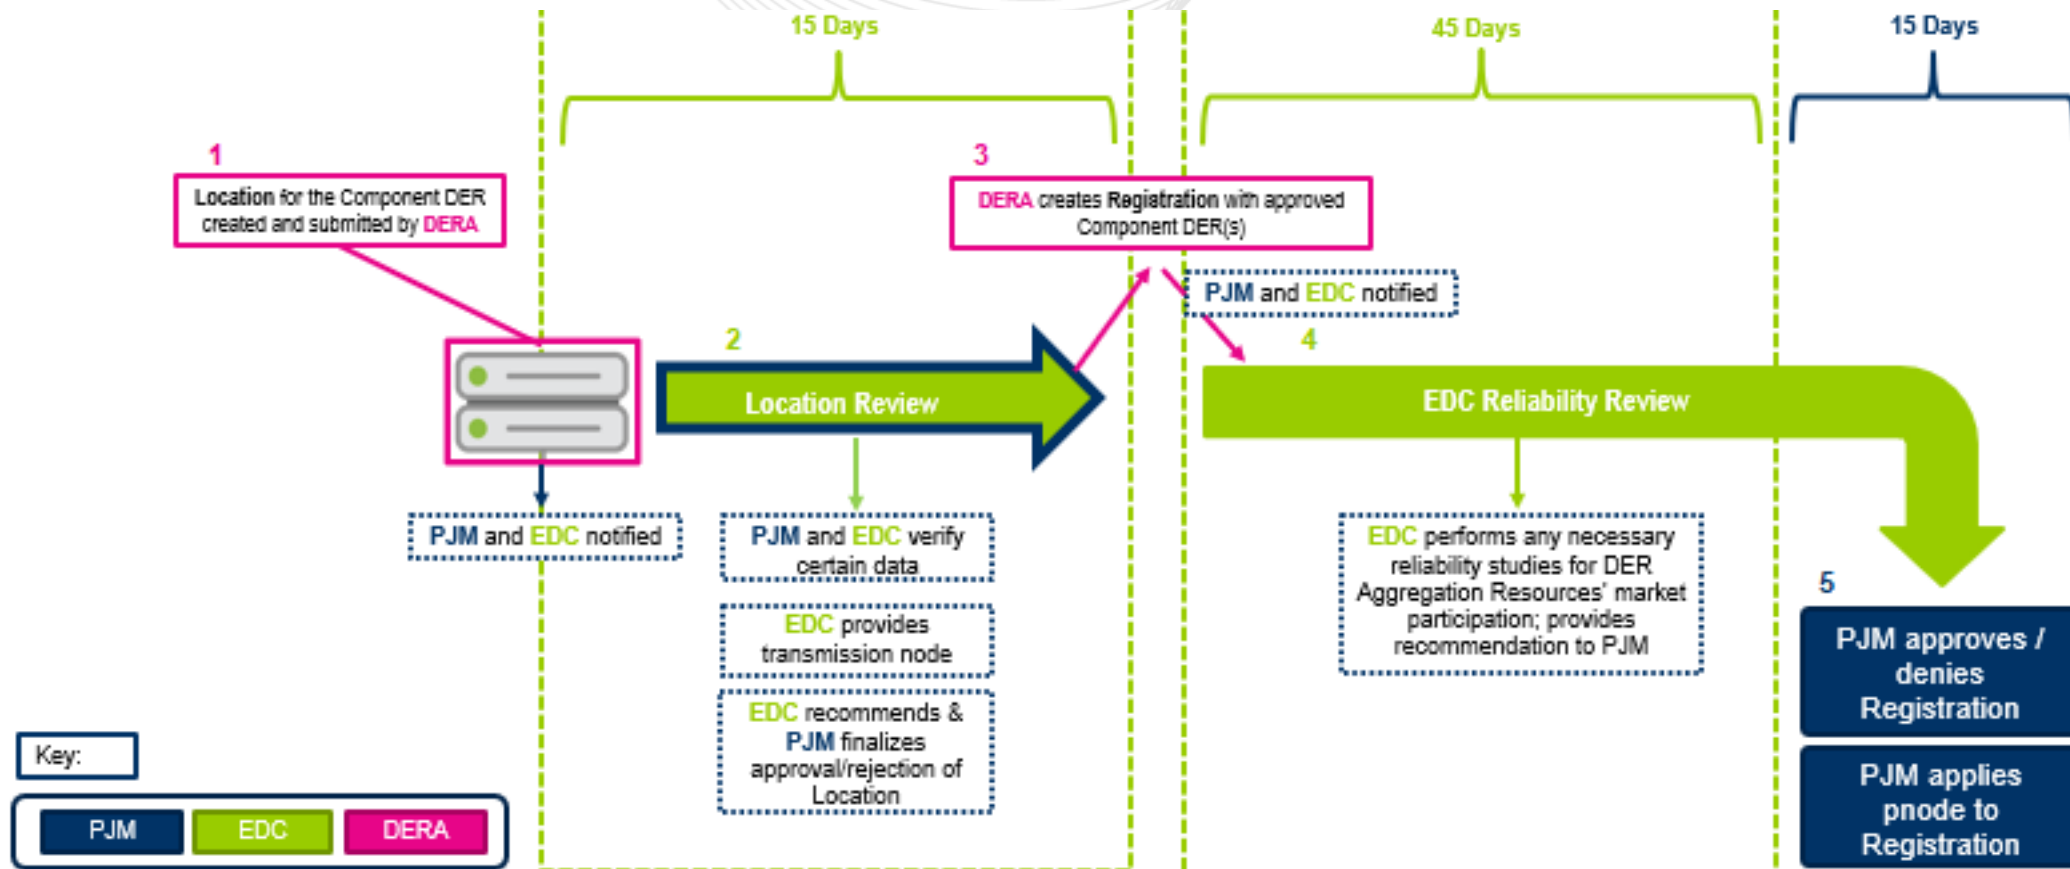 15 Days
45 Days
15 Days
1
Location for the Component DER
created and submitted by DERA
3
DERA creates Registration with approved
Component DER(s)
PJM and EDC notified
2
Location Review
4
EDC Reliability Review
PJM and EDC notified
PJM and EDC verify
certain data
EDC provides
transmission node
EDC recommends &
PJM finalizes
approval/rejection of
Location
EDC performs any necessary
reliability studies for DER
Aggregation Resources' market
participation; provides
recommendation to PJM
5
PJM approves /
denies
Registration
PJM applies
pnode to
Registration
Key:
PJM
EDC
DERA